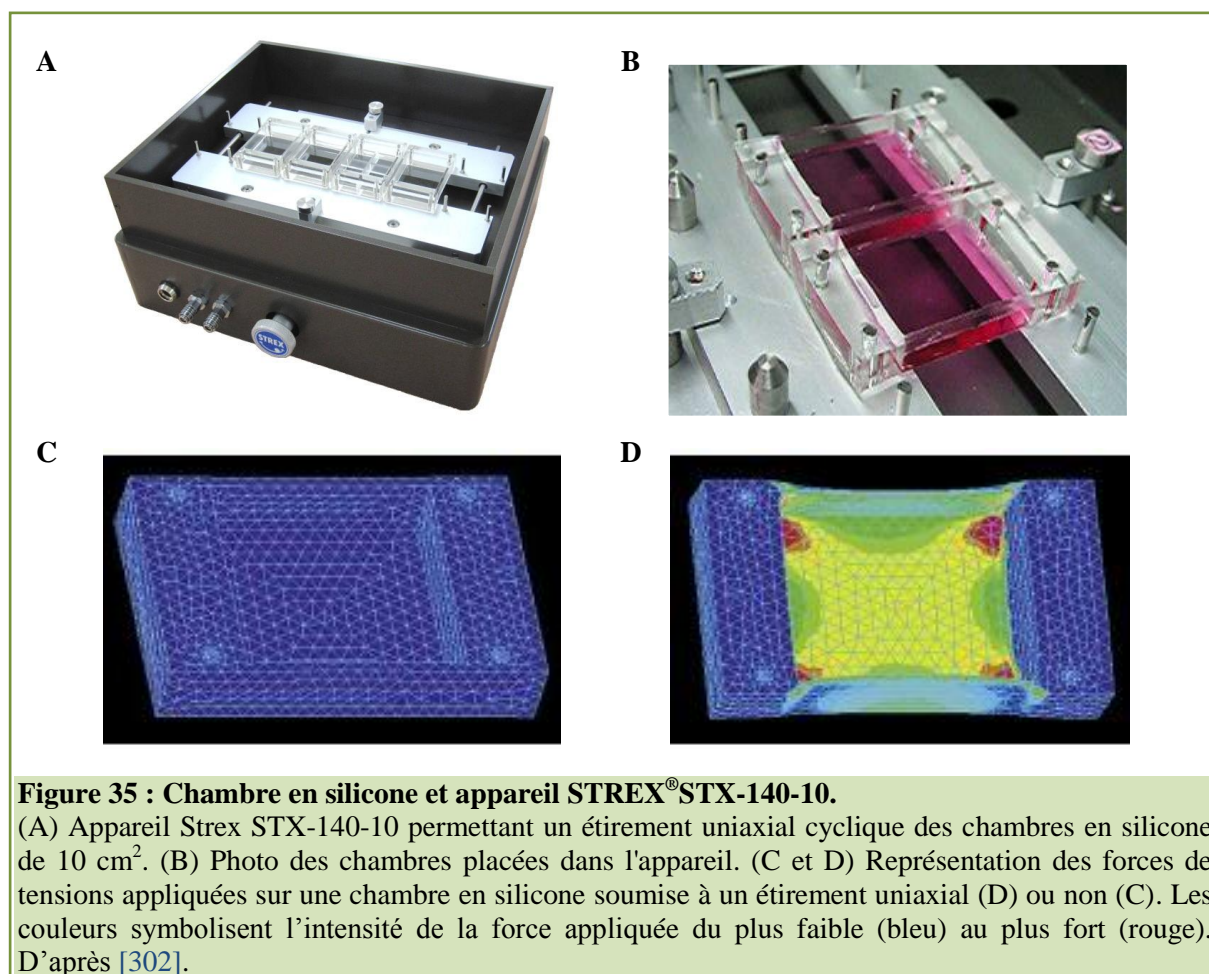 A
B
STREX
C
D
Figure 35 : Chambre en silicone et appareil STREX®STX-140-10.
(A) Appareil Strex STX-140-10 permettant un étirement uniaxial cyclique des chambres en silicone
de 10 cm². (B) Photo des chambres placées dans l'appareil. (C et D) Représentation des forces de
tensions appliquées sur une chambre en silicone soumise à un étirement uniaxial (D) ou non (C). Les
couleurs symbolisent l’intensité de la force appliquée du plus faible (bleu) au plus fort (rouge).
D’après [302].